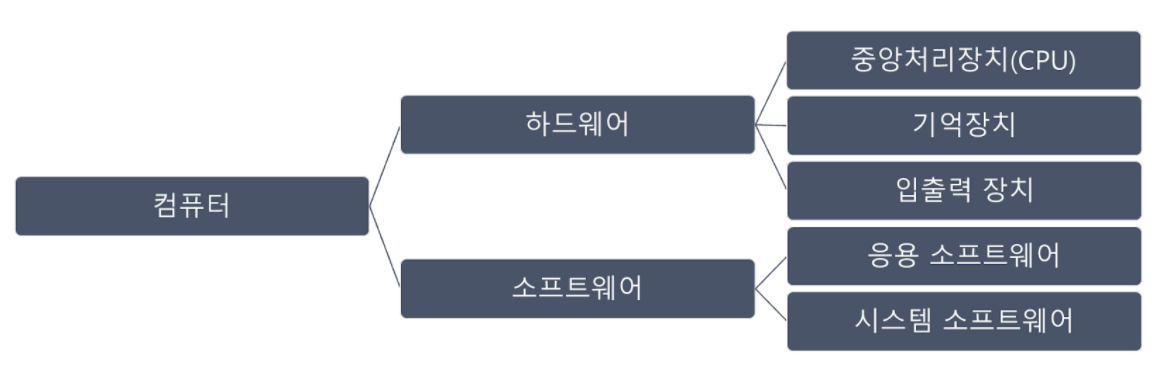 컴퓨터
하드웨어
중앙처리장치(CPU)
기억장치
입출력 장치
소프트웨어
응용 소프트웨어
시스템 소프트웨어